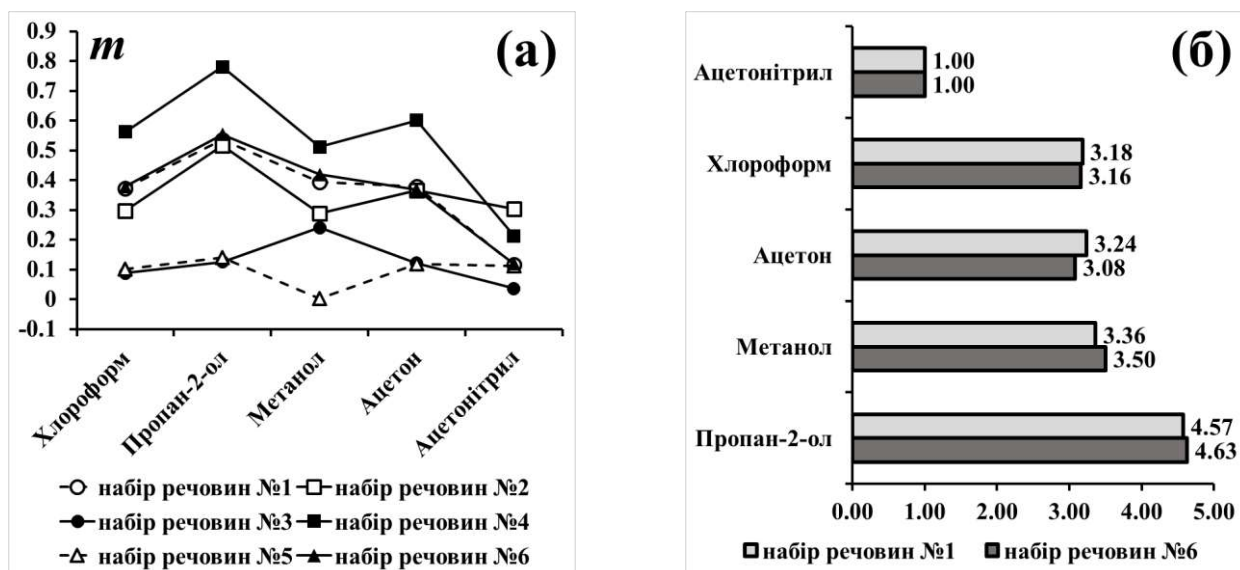 m
(а)
0.9
0.8
0.7
0.6
0.5
0.4
0.3
0.2
0.1
0
-0.1
Хлороформ
Пропан-2-ол
Метанол
Ацетон
Ацетонітрил
набір речовин №1
набір речовин №2
набір речовин №3
набір речовин №4
набір речовин №5
набір речовин №6
(б)
Ацетонітрил
1.00
1.00
Хлороформ
3.18
3.16
Ацетон
3.24
3.08
Метанол
3.36
3.50
Пропан-2-ол
4.57
4.63
0.00 1.00 2.00 3.00 4.00 5.00
набір речовин №1
набір речовин №6